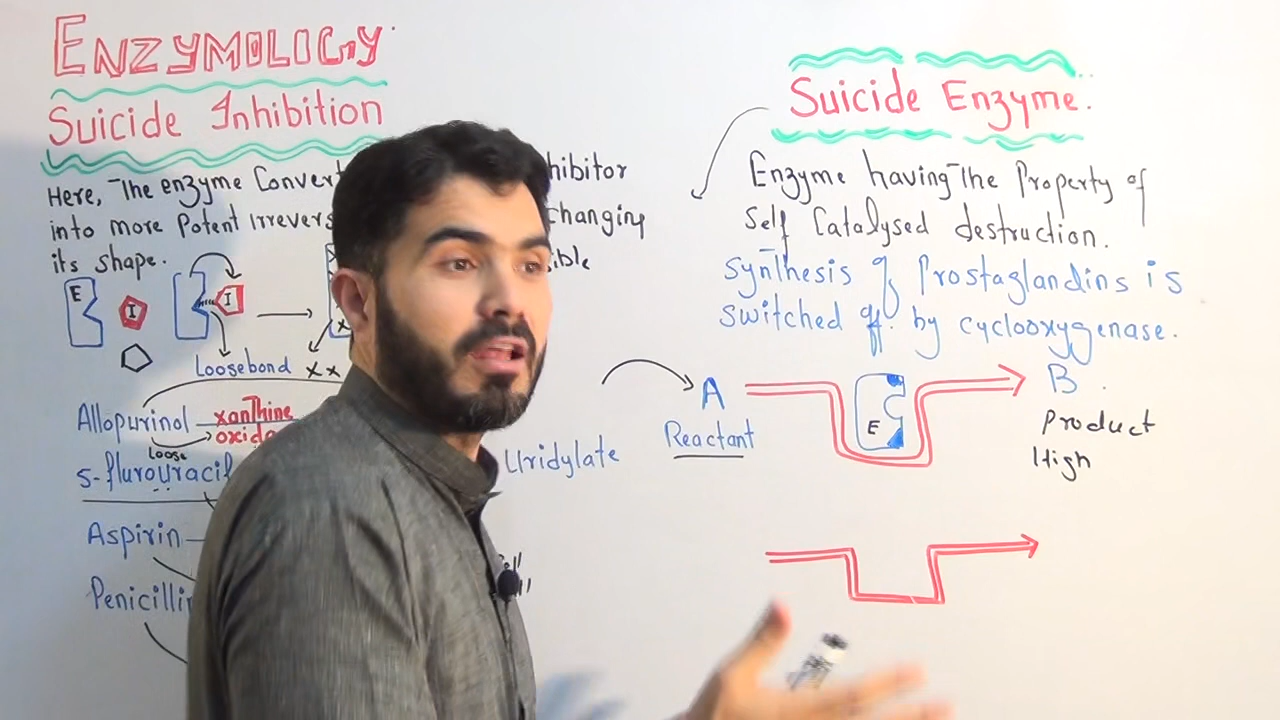 ENZYMOLOGY
Suicide Inhibition
Here, The enzyme Convert hibitor
into more Potent Irrevers changing
its shape. ible
E I I
x
Loosebond x x
Allopurinol xanthine
oxida
Loose
5-flurouracil Uridylate
Aspirin
Penicillin
Suicide Enzyme.
Enzyme having The Property of
Self Catalysed destruction.
Synthesis of Prostaglandins is
switched off. by cyclooxygenase.
A E B
Reactant Product
High